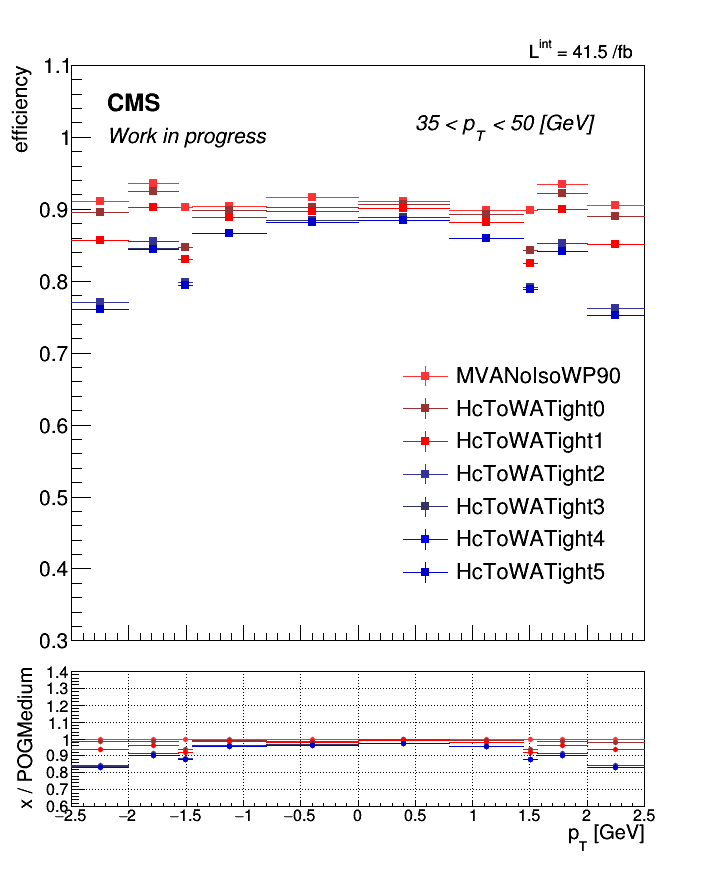 L^int = 41.5 /fb
efficiency
1.1
1
0.9
0.8
0.7
0.6
0.5
0.4
0.3
CMS
Work in progress
35 < p_T < 50 [GeV]
MVANoIsoWP90
HcToWATight0
HcToWATight1
HcToWATight2
HcToWATight3
HcToWATight4
HcToWATight5
x / POGMedium
1.4
1.3
1.2
1.1
1
0.9
0.8
0.7
0.6
−2.5 −2 −1.5 −1 −0.5 0 0.5 1 1.5 2 2.5
p_T [GeV]